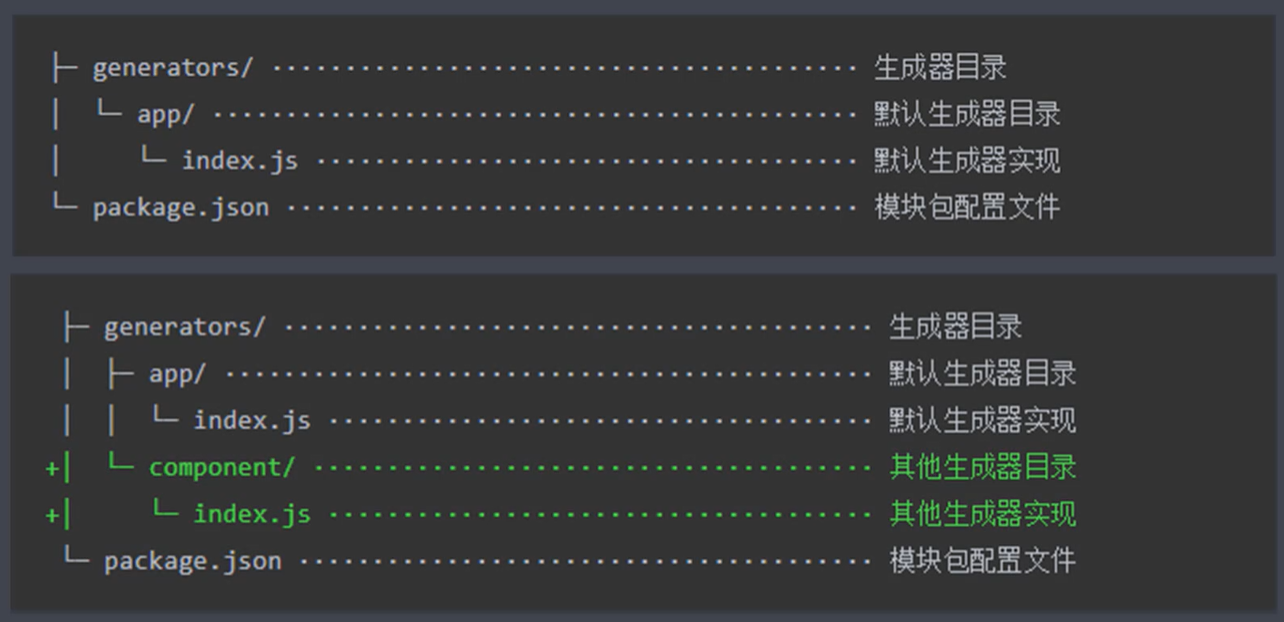 ├─ generators/ ········································ 生成器目录
│  └─ app/ ············································ 默认生成器目录
│     └─ index.js ····································· 默认生成器实现
└─ package.json ······································· 模块包配置文件
├─ generators/ ········································ 生成器目录
│  ├─ app/ ············································ 默认生成器目录
│  │  └─ index.js ····································· 默认生成器实现
+│  └─ component/ ······································ 其他生成器目录
+│     └─ index.js ····································· 其他生成器实现
└─ package.json ······································· 模块包配置文件